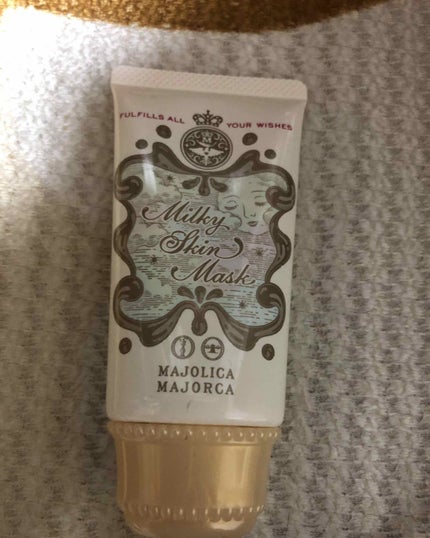 FULFILLS ALL YOUR WISHES
Milky
Skin
Mask
MAJOLICA
MAJORCA